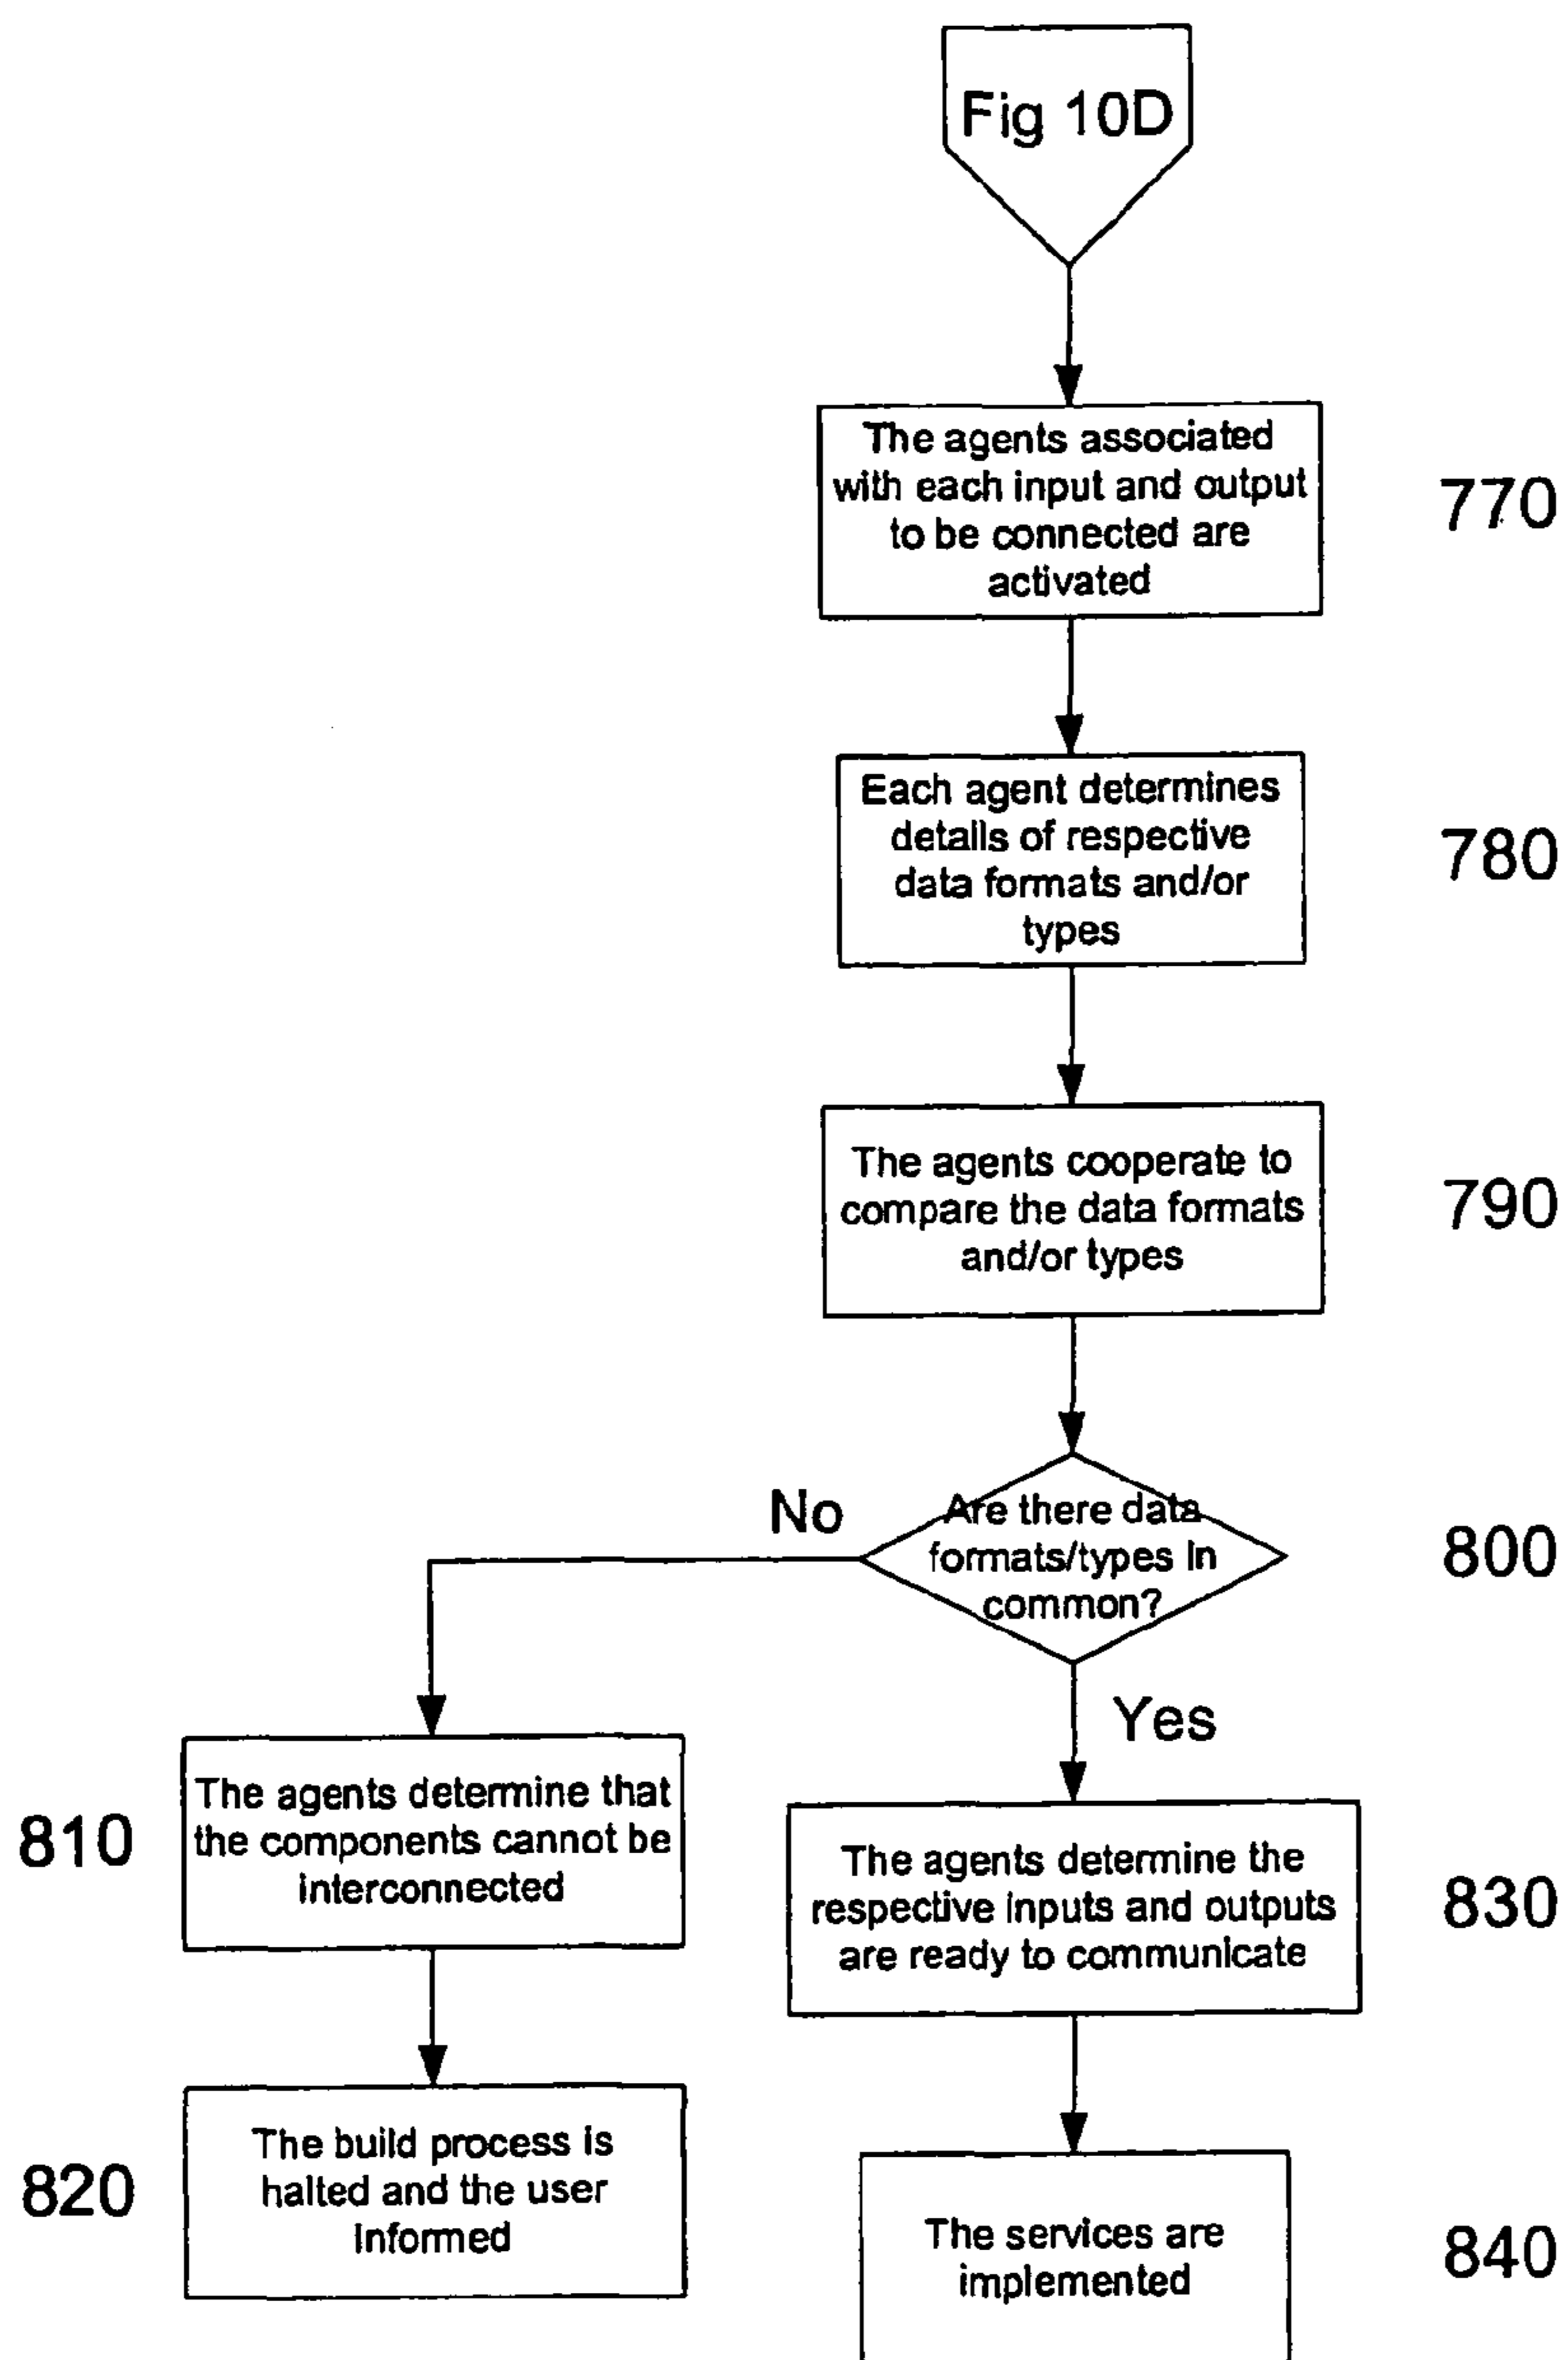 Fig 10D
The agents associated
with each input and output
to be connected are
activated
770
Each agent determines
details of respective
data formats and/or
types
780
The agents cooperate to
compare the data formats
and/or types
790
No
Are there data
formats/types in
common?
800
Yes
810
The agents determine that
the components cannot be
interconnected
The agents determine the
respective inputs and outputs
are ready to communicate
830
820
The build process is
halted and the user
informed
The services are
implemented
840